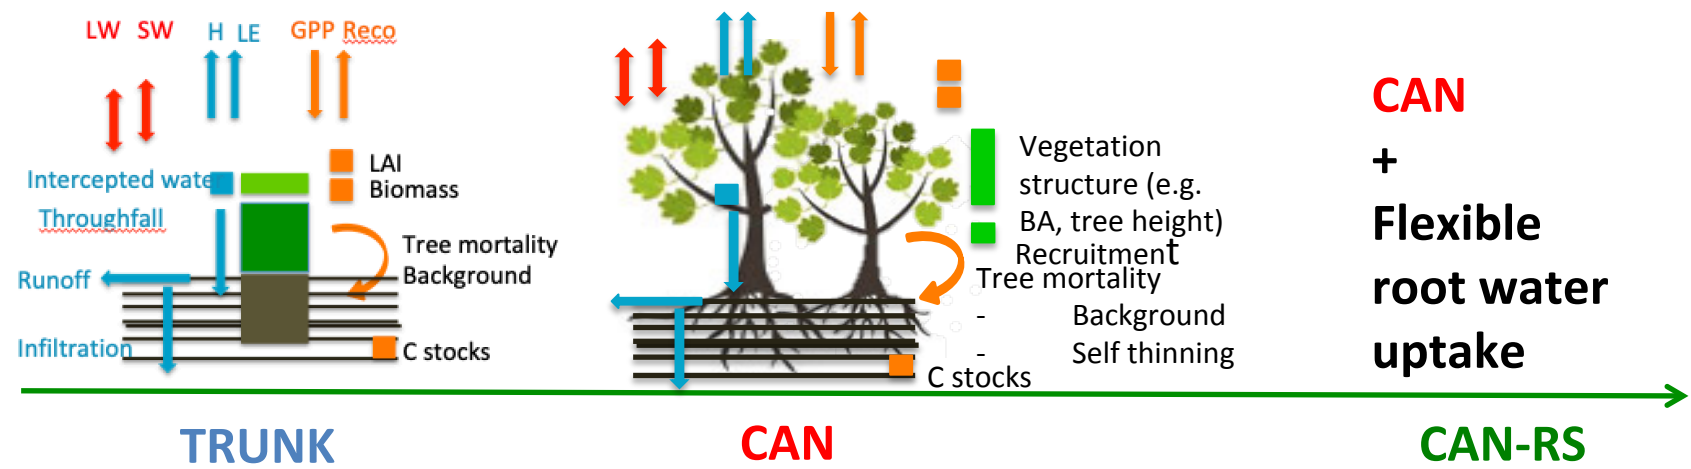 LW SW H LE GPP Reco
LAI
Biomass
Intercepted water
Throughfall
Tree mortality
Background
Runoff
Infiltration
C stocks
Vegetation
structure (e.g.
BA, tree height)
Recruitment
Tree mortality
- Background
- Self thinning
C stocks
CAN
+
Flexible
root water
uptake
TRUNK
CAN
CAN-RS